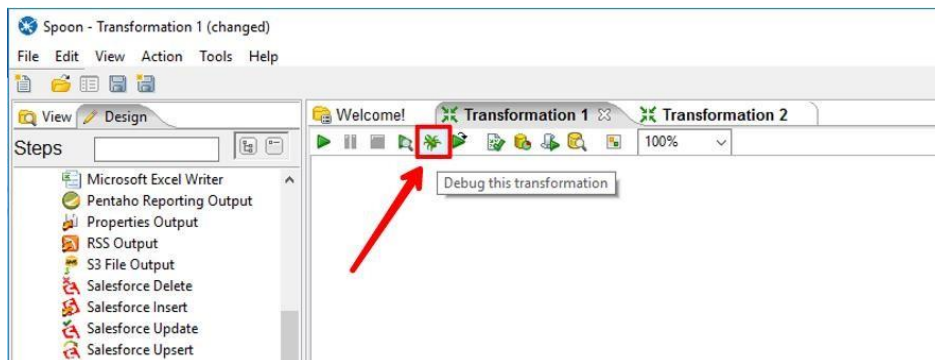 Spoon - Transformation 1 (changed)
File Edit View Action Tools Help
View Design
Welcome! Transformation 1 Transformation 2
Steps
100%
Debug this transformation
Microsoft Excel Writer
Pentaho Reporting Output
Properties Output
RSS Output
S3 File Output
Salesforce Delete
Salesforce Insert
Salesforce Update
Salesforce Upsert